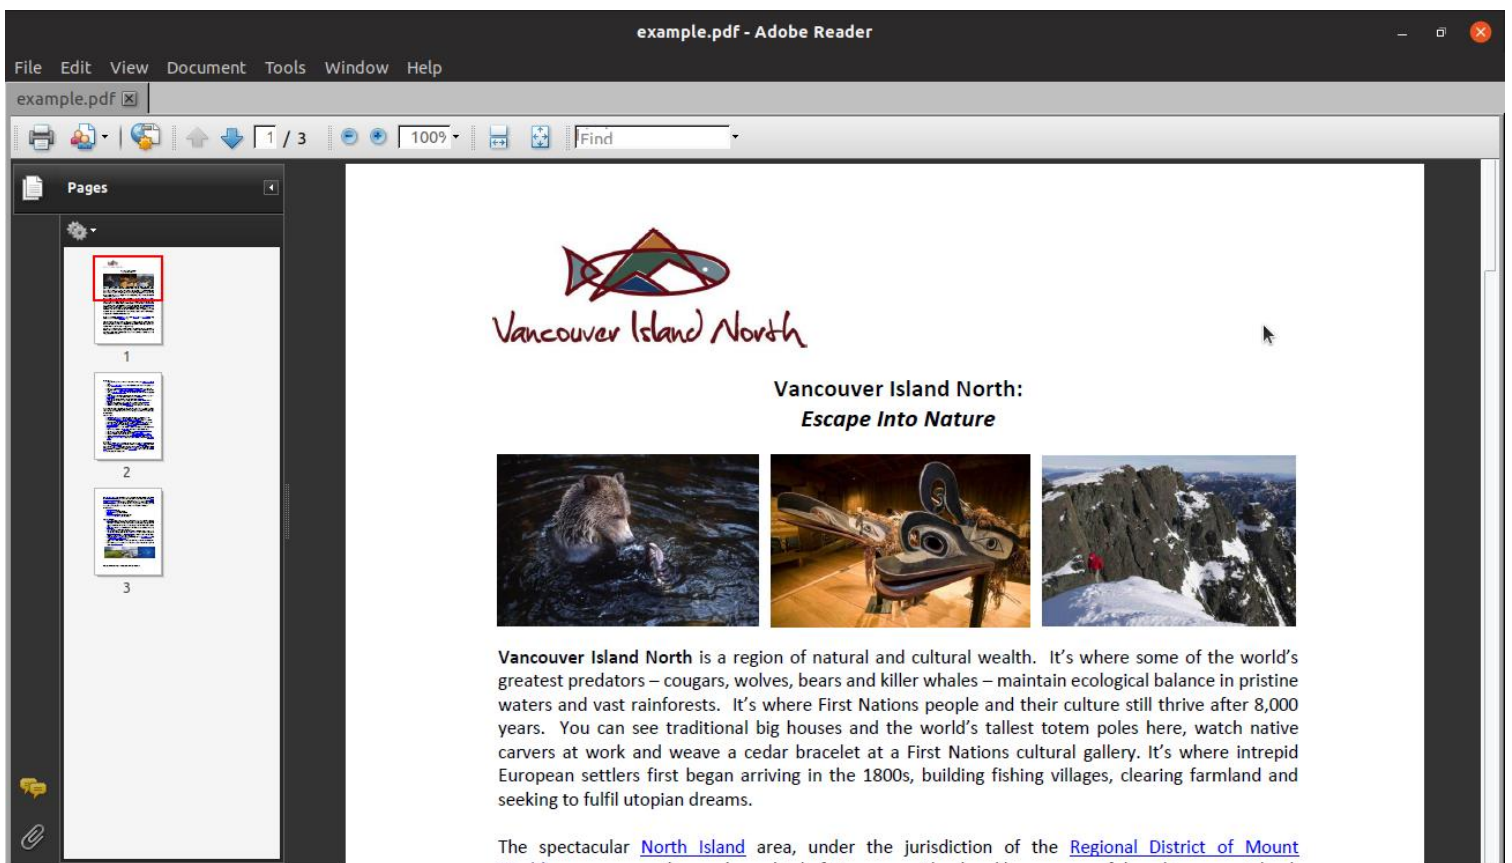 example.pdf - Adobe Reader
File Edit View Document Tools Window Help
example.pdf
1 / 3 100% Find
Pages
1
2
3
Vancouver Island North
Vancouver Island North:
Escape Into Nature
Vancouver Island North is a region of natural and cultural wealth. It’s where some of the world’s
greatest predators – cougars, wolves, bears and killer whales – maintain ecological balance in pristine
waters and vast rainforests. It’s where First Nations people and their culture still thrive after 8,000
years. You can see traditional big houses and the world’s tallest totem poles here, watch native
carvers at work and weave a cedar bracelet at a First Nations cultural gallery. It’s where intrepid
European settlers first began arriving in the 1800s, building fishing villages, clearing farmland and
seeking to fulfil utopian dreams.
The spectacular North Island area, under the jurisdiction of the Regional District of Mount